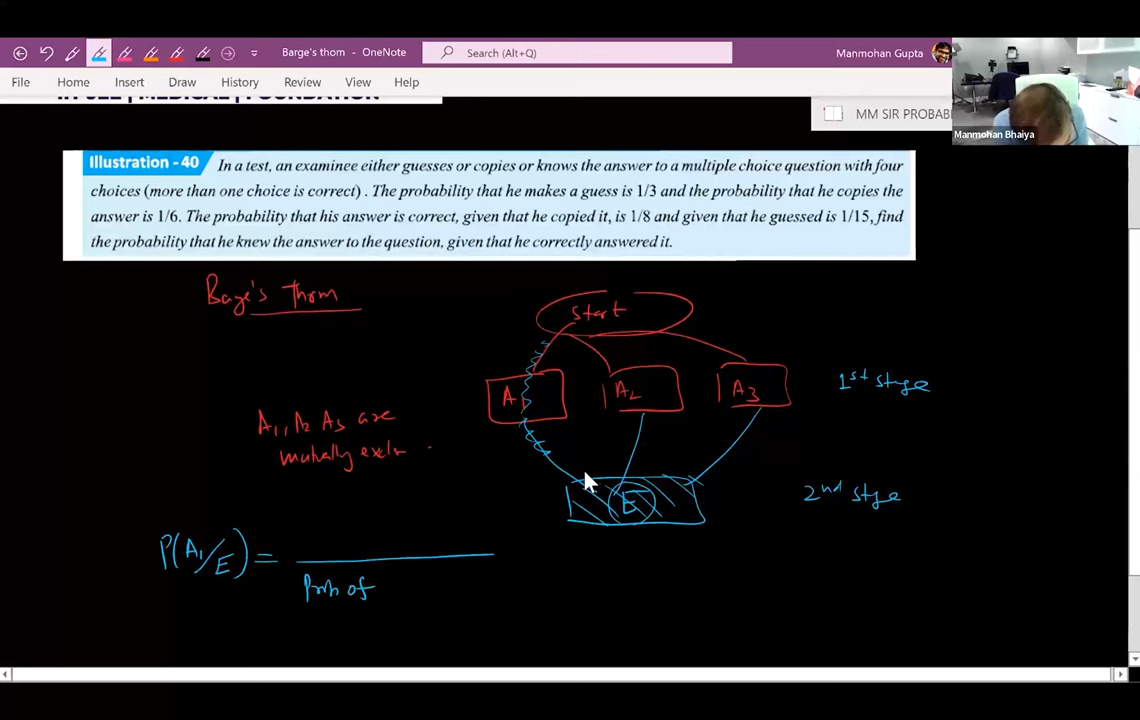 Barge's thom - OneNote
Search (Alt+Q)
Manmohan Gupta
File Home Insert Draw History Review View Help
IIT JEE | MEDICAL | FOUNDATION
MM SIR PROBAB
Manmohan Bhaiya
Illustration - 40 In a test, an examinee either guesses or copies or knows the answer to a multiple choice question with four
choices (more than one choice is correct) . The probability that he makes a guess is 1/3 and the probability that he copies the
answer is 1/6. The probability that his answer is correct, given that he copied it, is 1/8 and given that he guessed is 1/15, find
the probability that he knew the answer to the question, given that he correctly answered it.
Baye's Thom
Start
A1 A2 A3
1st stage
A1, A2 A3 are
mutually exclu
E
2nd stge
P(A1/E) =
Prob of